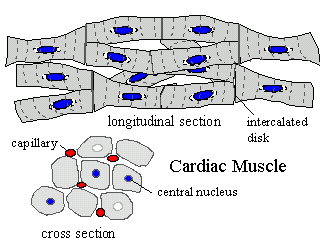 longitudinal section
intercalated
disk
capillary
Cardiac Muscle
central nucleus
cross section